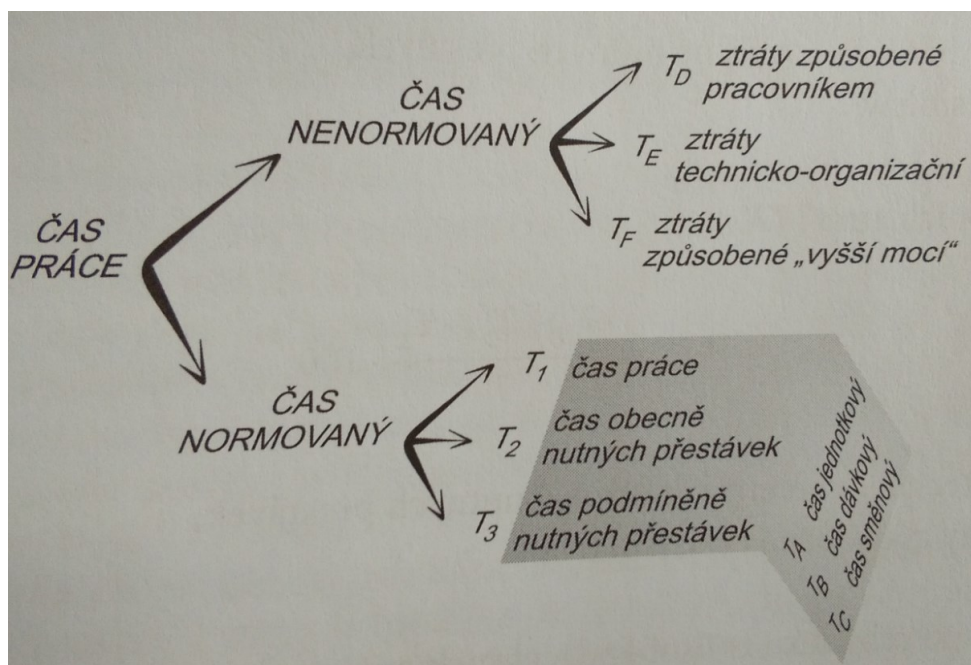 ČAS
PRÁCE
ČAS
NENORMOVANÝ
T_D ztráty způsobené
pracovníkem
T_E ztráty
technicko-organizační
T_F ztráty
způsobené „vyšší mocí“
ČAS
NORMOVANÝ
T_1 čas práce
T_2 čas obecně
nutných přestávek
T_3 čas podmíněně
nutných přestávek
T_A čas jednotkový
T_B čas dávkový
T_C čas směnový